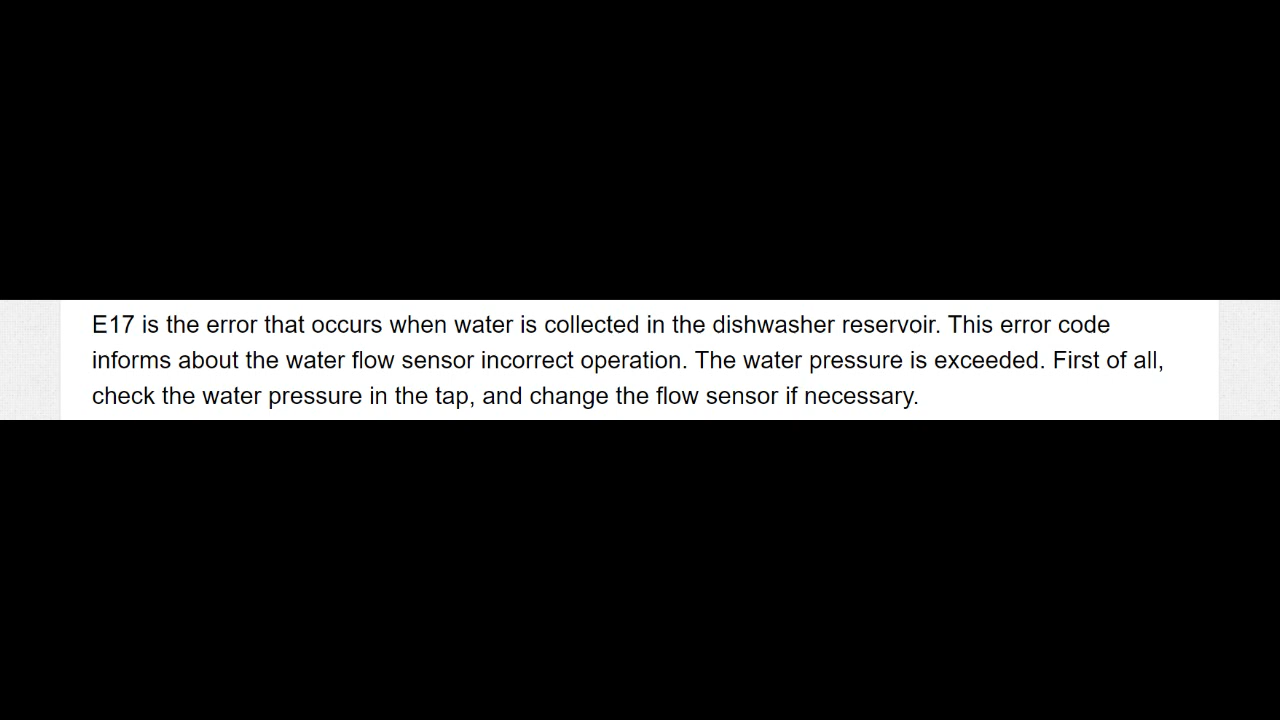 E17 is the error that occurs when water is collected in the dishwasher reservoir. This error code
informs about the water flow sensor incorrect operation. The water pressure is exceeded. First of all,
check the water pressure in the tap, and change the flow sensor if necessary.